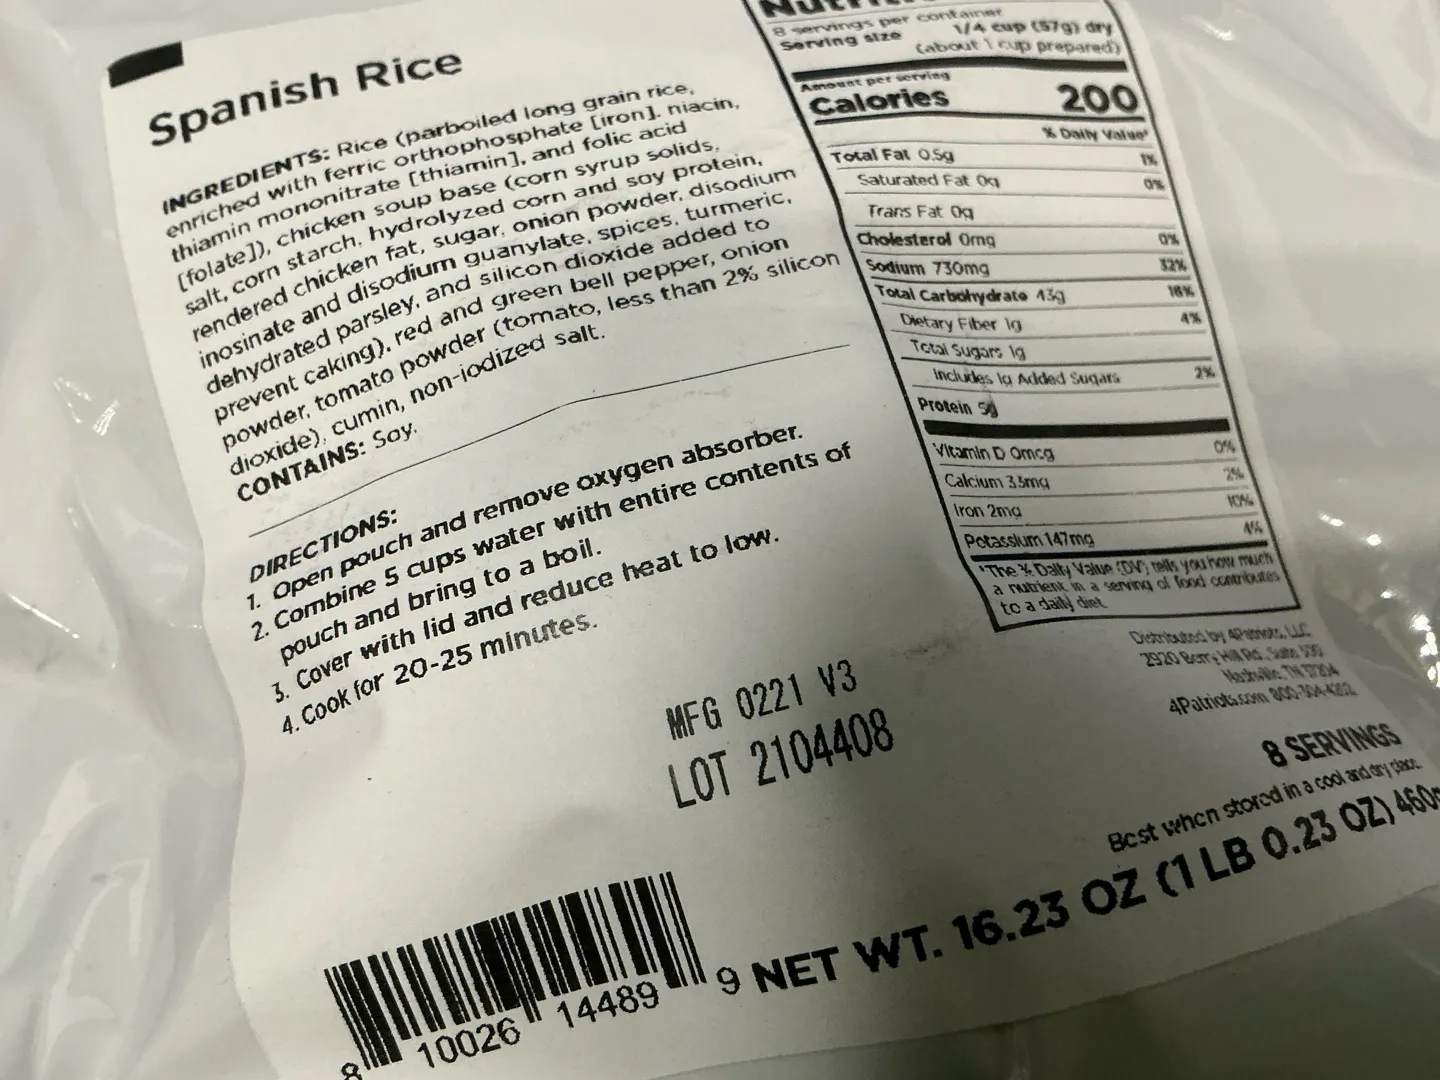 Spanish Rice
INGREDIENTS: Rice (parboiled long grain rice,
enriched with ferric orthophosphate [iron], niacin,
thiamin mononitrate [thiamin], and folic acid
[folate]), chicken soup base (corn syrup solids,
salt, corn starch, hydrolyzed corn and soy protein,
rendered chicken fat, sugar, onion powder, disodium
inosinate and disodium guanylate, spices, turmeric,
dehydrated parsley, and silicon dioxide added to
prevent caking), red and green bell pepper, onion
powder, tomato powder (tomato, less than 2% silicon
dioxide), cumin, non-iodized salt.
CONTAINS: Soy.
DIRECTIONS:
1. Open pouch and remove oxygen absorber.
2. Combine 5 cups water with entire contents of
pouch and bring to a boil.
3. Cover with lid and reduce heat to low.
4. Cook for 20-25 minutes.
MFG 0221 V3
LOT 2104408
8 10026 14489 9
8 servings per container
Serving size 1/4 cup (57g) dry
(about 1 cup prepared)
Amount per serving
Calories 200
% Daily Value*
Total Fat 0.5g 1%
Saturated Fat 0g 0%
Trans Fat 0g
Cholesterol 0mg 0%
Sodium 730mg 32%
Total Carbohydrate 43g 16%
Dietary Fiber 1g 4%
Total Sugars 1g
Includes 1g Added Sugars 2%
Protein 5g
Vitamin D 0mcg 0%
Calcium 33mg 2%
Iron 2mg 10%
Potassium 147mg 4%
*The % Daily Value (DV) tells you how much
a nutrient in a serving of food contributes
to a daily diet.
Distributed by 4Patriots, LLC
2920 Berry Hill Rd., Suite 500
Nashville, TN 37204
4Patriots.com 800-304-4202
8 SERVINGS
Best when stored in a cool and dry place.
NET WT. 16.23 OZ (1 LB 0.23 OZ) 460g